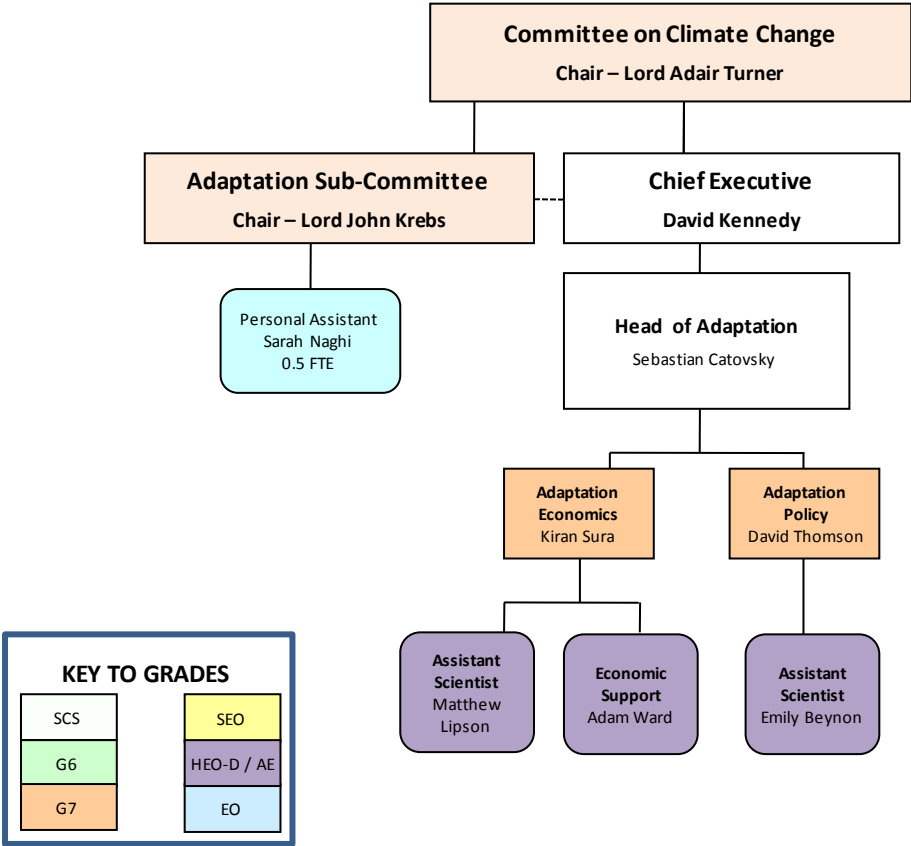 Committee on Climate Change
Chair – Lord Adair Turner
Adaptation Sub-Committee
Chair – Lord John Krebs
Chief Executive
David Kennedy
Personal Assistant
Sarah Naghi
0.5 FTE
Head of Adaptation
Sebastian Catovsky
Adaptation
Economics
Kiran Sura
Adaptation
Policy
David Thomson
Assistant
Scientist
Matthew
Lipson
Economic
Support
Adam Ward
Assistant
Scientist
Emily Beynon
KEY TO GRADES
SCS
SEO
G6
HEO-D / AE
G7
EO